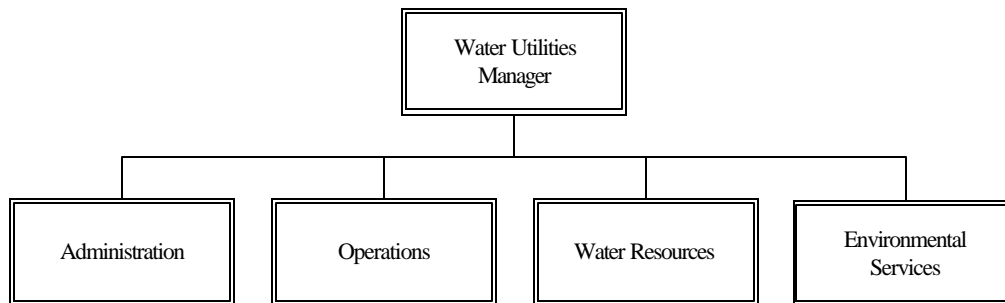 Water Utilities
Manager
Administration
Operations
Water Resources
Environmental
Services